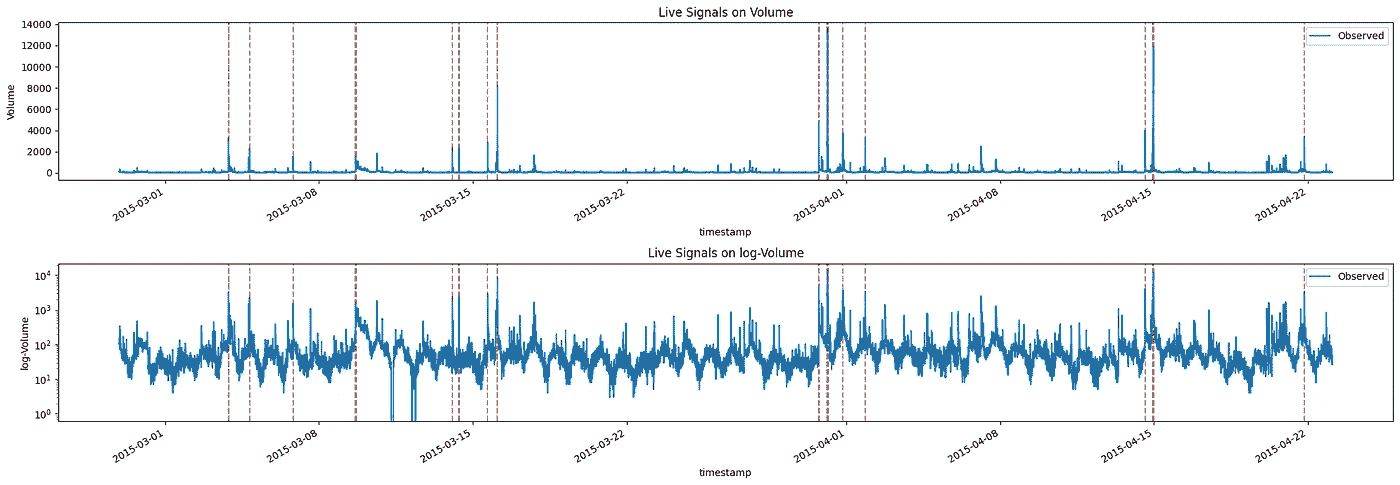 Live Signals on Volume
Observed
14000
12000
10000
8000
6000
4000
2000
0
Volume
2015-03-01 2015-03-08 2015-03-15 2015-03-22 2015-04-01 2015-04-08 2015-04-15 2015-04-22
timestamp
Live Signals on log-Volume
Observed
10⁴
10³
10²
10¹
10⁰
log-Volume
2015-03-01 2015-03-08 2015-03-15 2015-03-22 2015-04-01 2015-04-08 2015-04-15 2015-04-22
timestamp